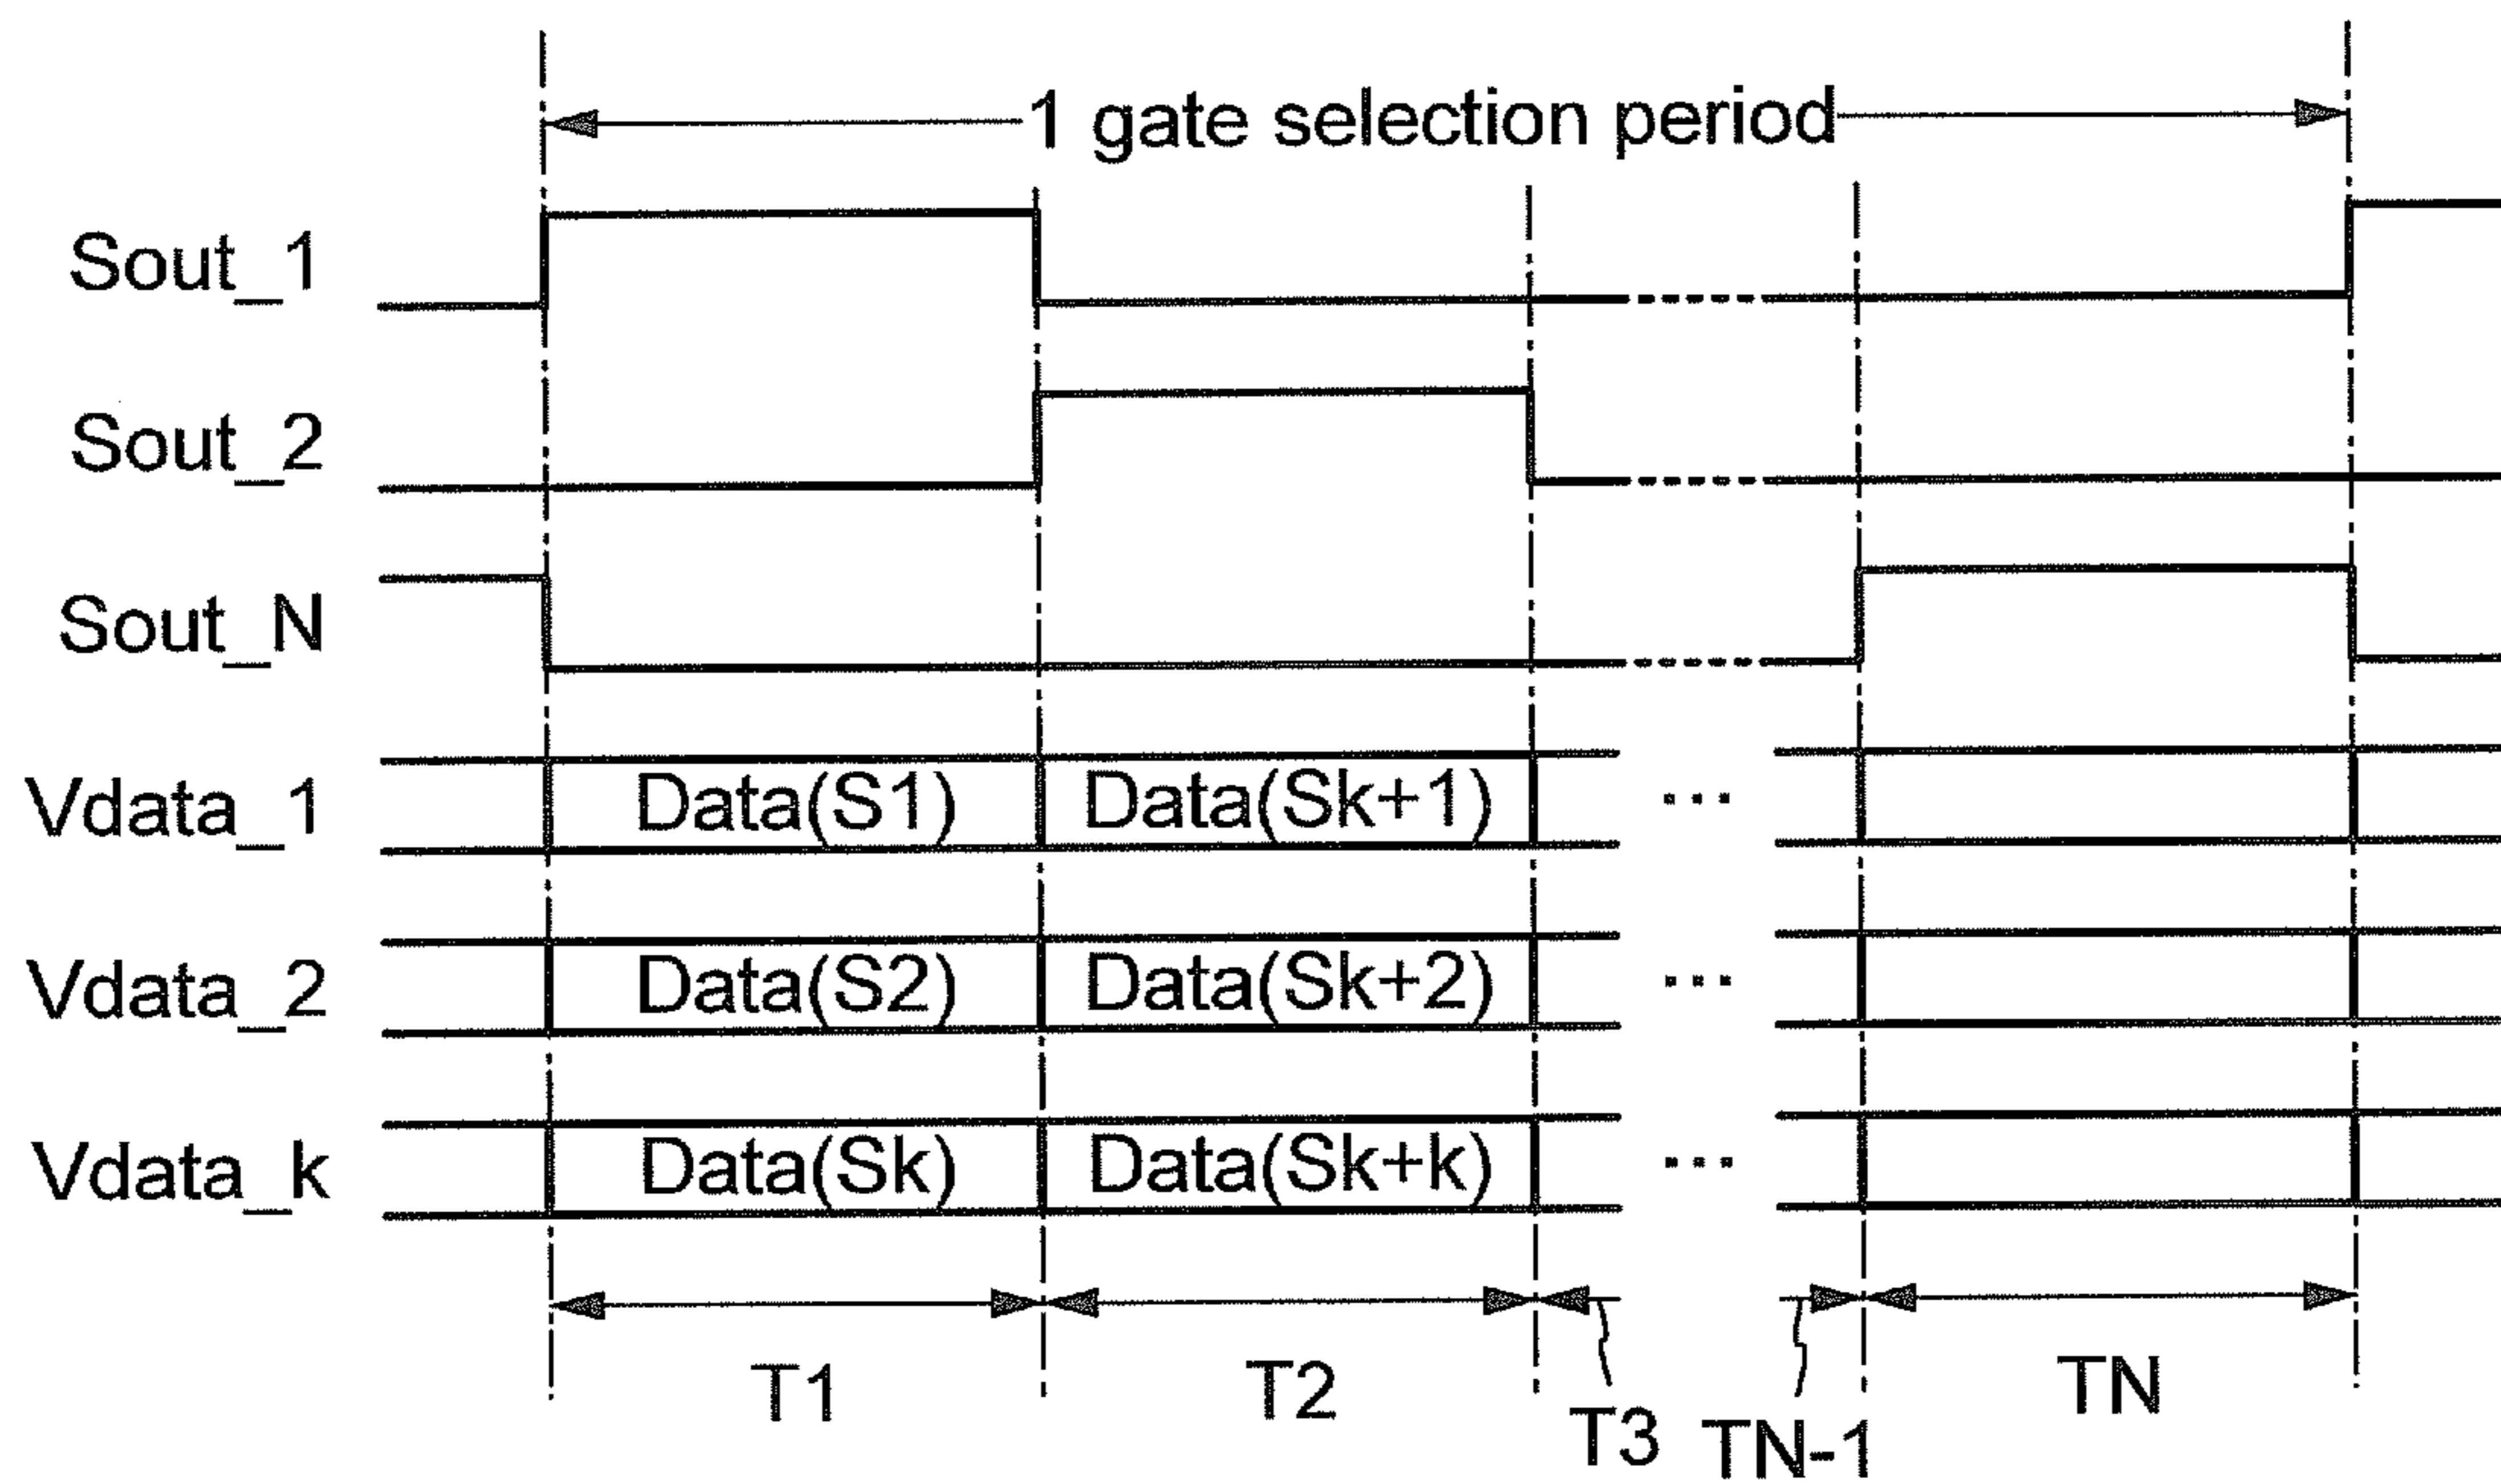 1 gate selection period
Sout_1
Sout_2
Sout_N
Vdata_1 Data(S1) Data(Sk+1) ...
Vdata_2 Data(S2) Data(Sk+2) ...
Vdata_k Data(Sk) Data(Sk+k) ...
T1 T2 T3 TN-1 TN